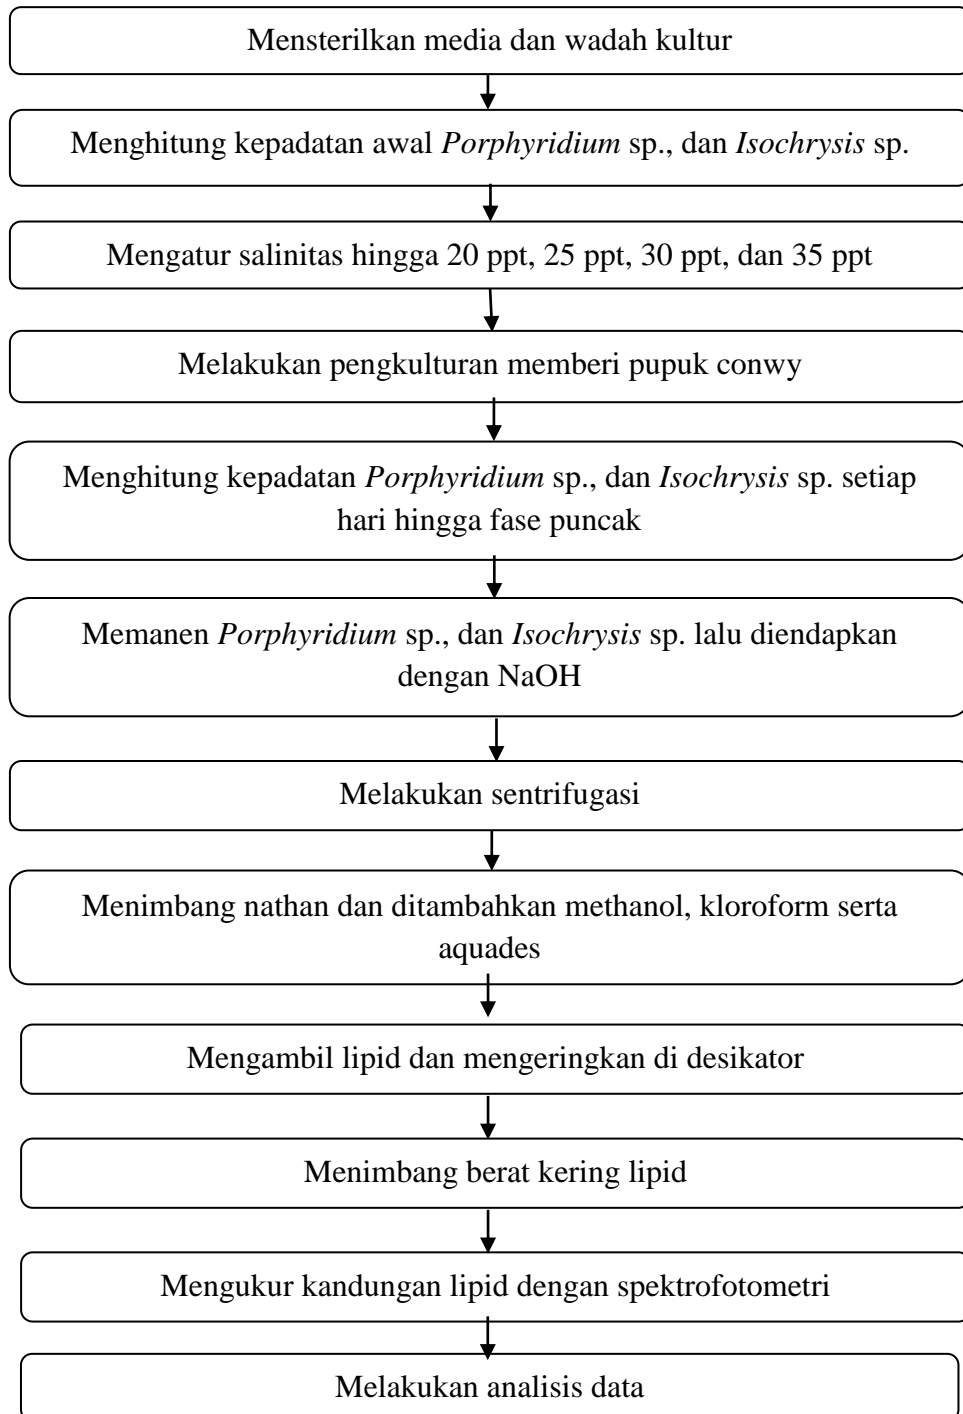 Mensterilkan media dan wadah kultur
Menghitung kepadatan awal Porphyridium sp., dan Isochrysis sp.
Mengatur salinitas hingga 20 ppt, 25 ppt, 30 ppt, dan 35 ppt
Melakukan pengkulturan memberi pupuk conwy
Menghitung kepadatan Porphyridium sp., dan Isochrysis sp. setiap
hari hingga fase puncak
Memanen Porphyridium sp., dan Isochrysis sp. lalu diendapkan
dengan NaOH
Melakukan sentrifugasi
Menimbang nathan dan ditambahkan methanol, kloroform serta
aquades
Mengambil lipid dan mengeringkan di desikator
Menimbang berat kering lipid
Mengukur kandungan lipid dengan spektrofotometri
Melakukan analisis data